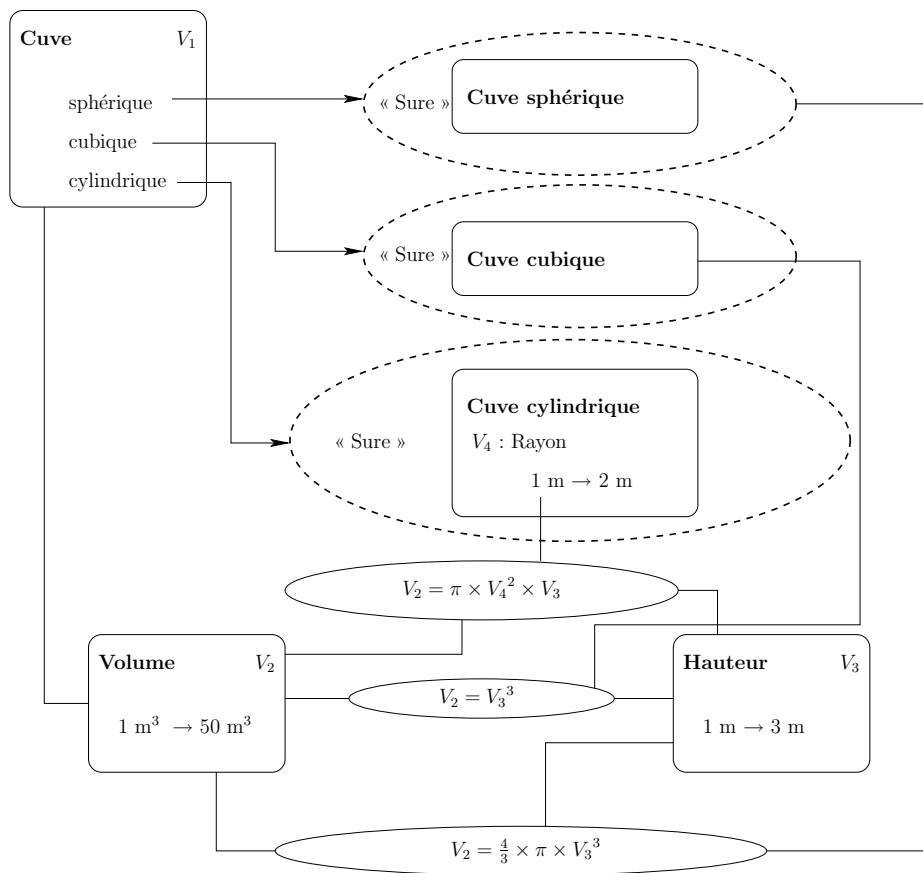 Cuve V₁
sphérique
cubique
cylindrique
« Sure » Cuve sphérique
« Sure » Cuve cubique
Cuve cylindrique
« Sure » V₄ : Rayon
1 m → 2 m
V₂ = π × V₄² × V₃
Volume V₂
1 m³ → 50 m³
V₂ = V₃³
Hauteur V₃
1 m → 3 m
V₂ = 4/3 × π × V₃³